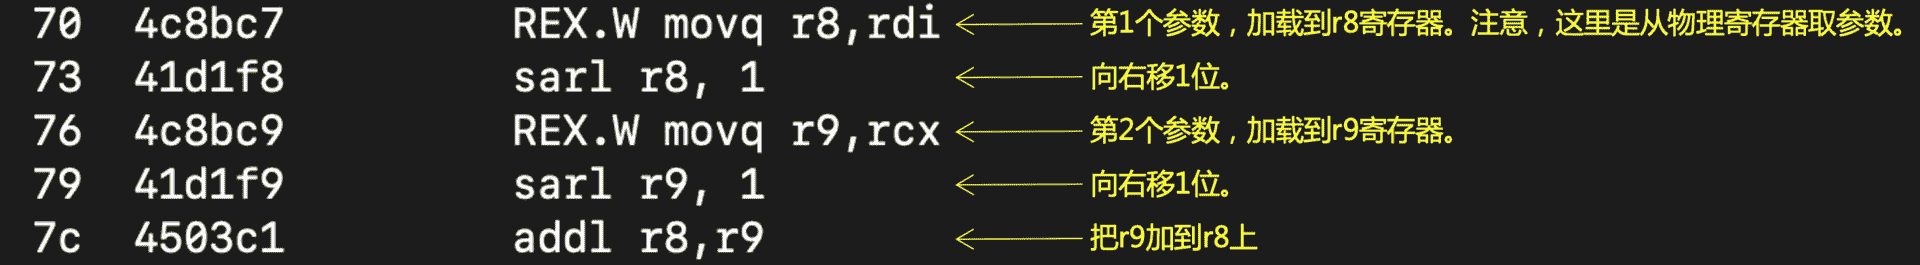 70 4c8bc7 REX.W movq r8,rdi 第1个参数，加载到r8寄存器。注意，这里是从物理寄存器取参数。
73 41d1f8 sarl r8, 1 向右移1位。
76 4c8bc9 REX.W movq r9,rcx 第2个参数，加载到r9寄存器。
79 41d1f9 sarl r9, 1 向右移1位。
7c 4503c1 addl r8,r9 把r9加到r8上